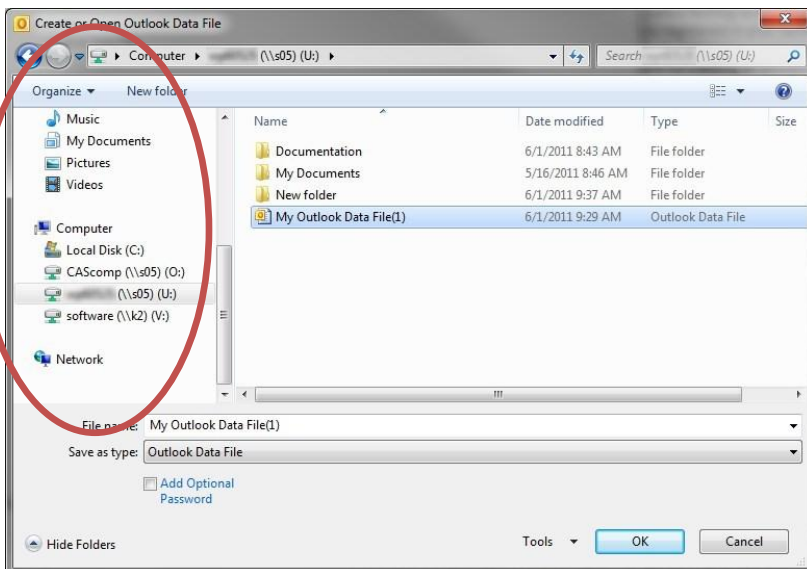 Create or Open Outlook Data File
Computer (\\s05) (U:)
Search (\\s05) (U:)
Organize New folder
Music
My Documents
Pictures
Videos
Computer
Local Disk (C:)
CAScomp (\\s05) (O:)
(\\s05) (U:)
software (\\k2) (V:)
Network
Name Date modified Type Size
Documentation 6/1/2011 8:43 AM File folder
My Documents 5/16/2011 8:46 AM File folder
New folder 6/1/2011 9:37 AM File folder
My Outlook Data File(1) 6/1/2011 9:29 AM Outlook Data File
File name: My Outlook Data File(1)
Save as type: Outlook Data File
Add Optional
Password
Hide Folders
Tools OK Cancel